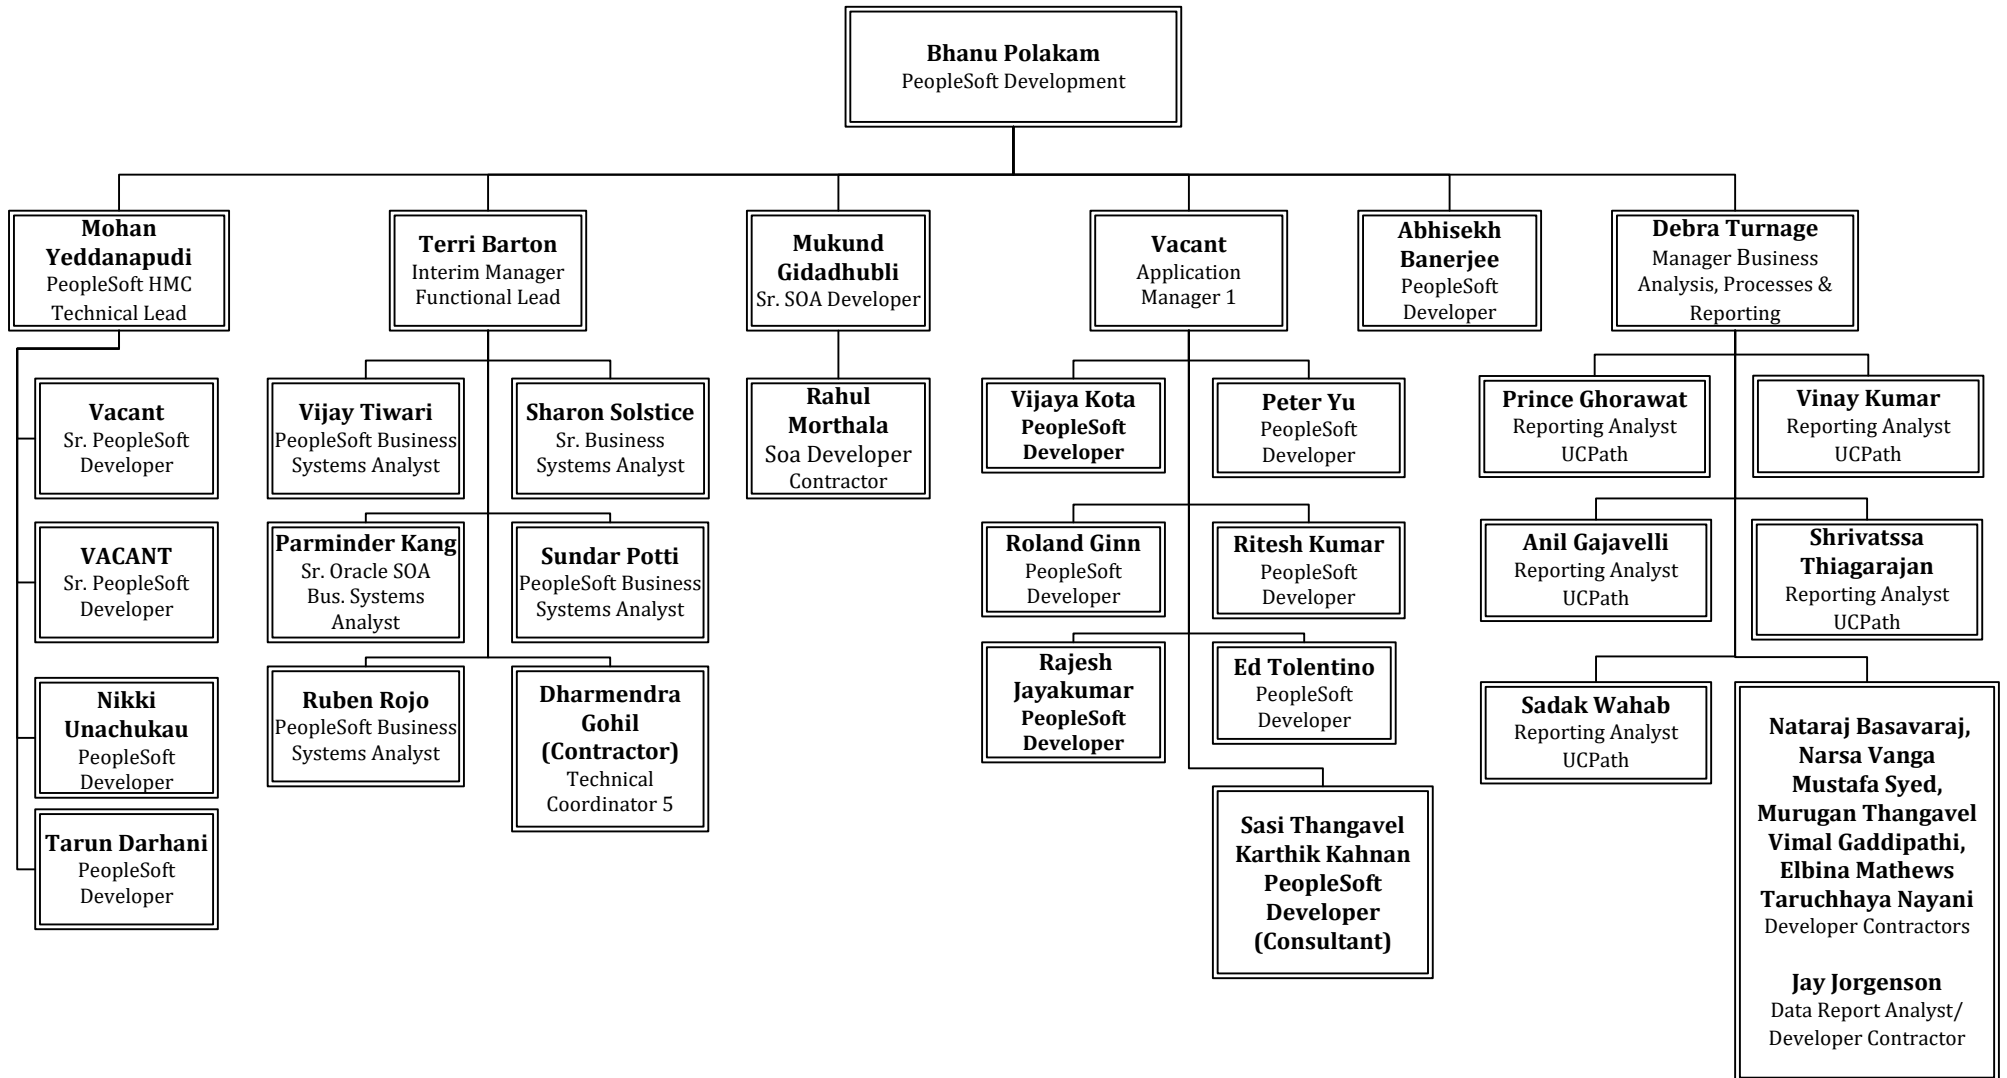 Bhanu Polakam
PeopleSoft Development
Mohan
Yeddanapudi
PeopleSoft HMC
Technical Lead
Terri Barton
Interim Manager
Functional Lead
Mukund
Gidadhubli
Sr. SOA Developer
Vacant
Application
Manager 1
Abhisekh
Banerjee
PeopleSoft
Developer
Debra Turnage
Manager Business
Analysis, Processes &
Reporting
Vacant
Sr. PeopleSoft
Developer
Vijay Tiwari
PeopleSoft Business
Systems Analyst
Sharon Solstice
Sr. Business
Systems Analyst
Rahul
Morthala
Soa Developer
Contractor
Vijaya Kota
PeopleSoft
Developer
Peter Yu
PeopleSoft
Developer
Prince Ghorawat
Reporting Analyst
UCPath
Vinay Kumar
Reporting Analyst
UCPath
VACANT
Sr. PeopleSoft
Developer
Parminder Kang
Sr. Oracle SOA
Bus. Systems
Analyst
Sundar Potti
PeopleSoft Business
Systems Analyst
Roland Ginn
PeopleSoft
Developer
Ritesh Kumar
PeopleSoft
Developer
Anil Gajavelli
Reporting Analyst
UCPath
Shrivatssa
Thiagarajan
Reporting Analyst
UCPath
Nikki
Unachukau
PeopleSoft
Developer
Ruben Rojo
PeopleSoft Business
Systems Analyst
Dharmendra
Gohil
(Contractor)
Technical
Coordinator 5
Rajesh
Jayakumar
PeopleSoft
Developer
Ed Tolentino
PeopleSoft
Developer
Sadak Wahab
Reporting Analyst
UCPath
Nataraj Basavaraj,
Narsa Vanga
Mustafa Syed,
Murugan Thangavel
Vimal Gaddipathi,
Elbina Mathews
Taruchhaya Nayani
Developer Contractors
Jay Jorgenson
Data Report Analyst/
Developer Contractor
Tarun Darhani
PeopleSoft
Developer
Sasi Thangavel
Karthik Kahnan
PeopleSoft
Developer
(Consultant)